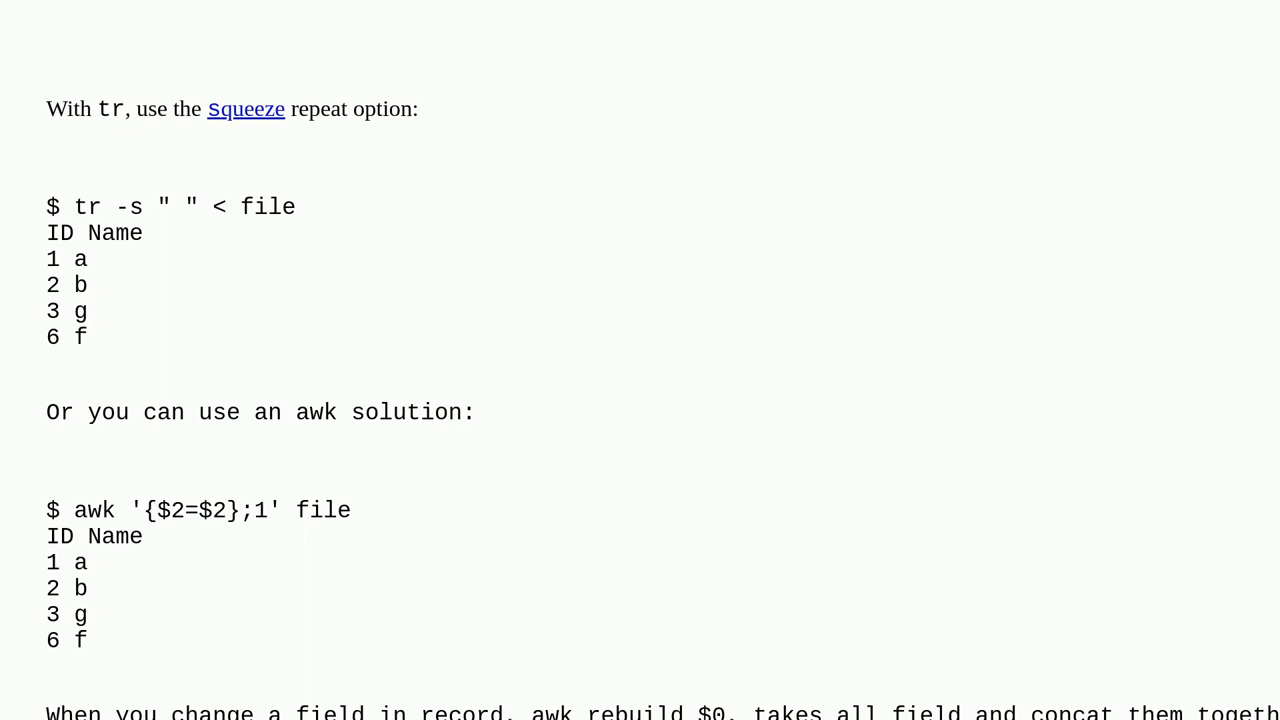 With tr, use the squeeze repeat option:
$ tr -s " " < file
ID Name
1 a
2 b
3 g
6 f
Or you can use an awk solution:
$ awk '{$2=$2};1' file
ID Name
1 a
2 b
3 g
6 f
When you change a field in record, awk rebuild $0, takes all field and concat them togeth